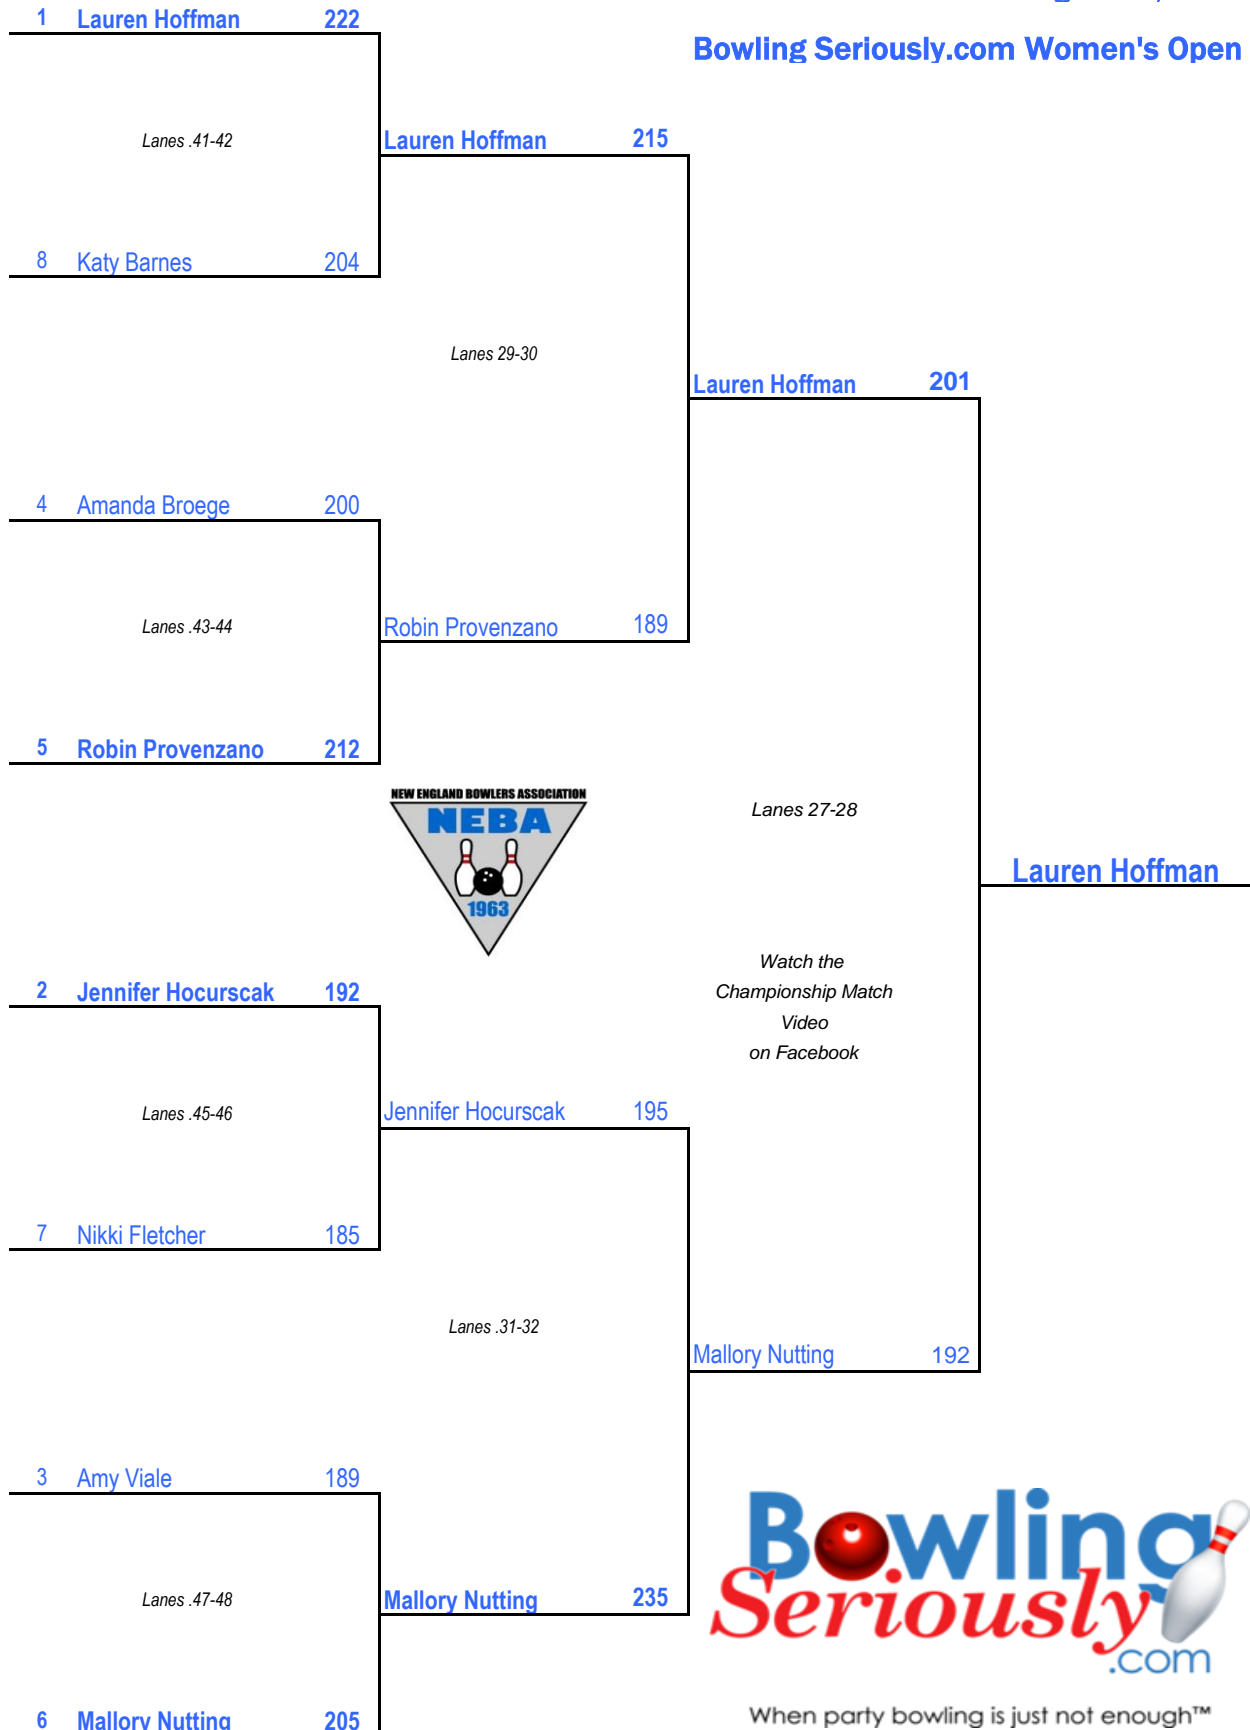 1 Lauren Hoffman 222
Bowling Seriously.com Women's Open
Lanes .41-42
Lauren Hoffman 215
8 Katy Barnes 204
Lanes 29-30
Lauren Hoffman 201
4 Amanda Broege 200
Lanes .43-44
Robin Provenzano 189
5 Robin Provenzano 212
NEW ENGLAND BOWLERS ASSOCIATION
NEBA
1963
Lanes 27-28
Lauren Hoffman
Watch the
Championship Match
Video
on Facebook
2 Jennifer Hocurscak 192
Lanes .45-46
Jennifer Hocurscak 195
7 Nikki Fletcher 185
Lanes .31-32
Mallory Nutting 192
3 Amy Viale 189
Lanes .47-48
Mallory Nutting 235
Bowling
Seriously
.com
6 Mallory Nutting 205
When party bowling is just not enough™